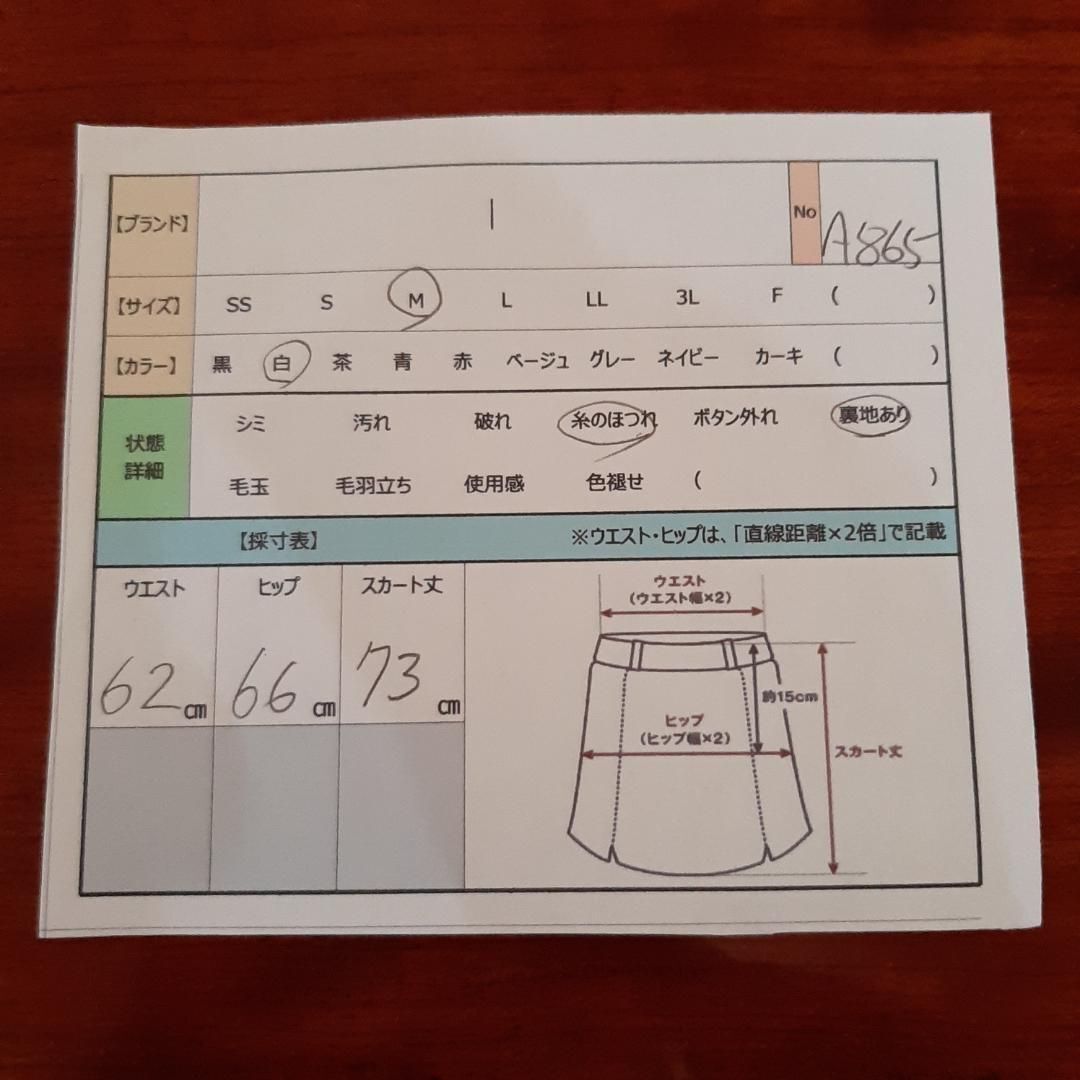 【ブランド】 | No A865
【サイズ】 SS S M L LL 3L F ( )
【カラー】 黒 白 茶 青 赤 ベージュ グレー ネイビー カーキ ( )
状態
詳細
シミ 汚れ 破れ 糸のほつれ ボタン外れ 裏地あり
毛玉 毛羽立ち 使用感 色褪せ ( )
【採寸表】 ※ウエスト・ヒップは、「直線距離×2倍」で記載
ウエスト ヒップ スカート丈
62cm 66cm 73cm
ウエスト
(ウエスト幅×2)
約15cm
ヒップ
(ヒップ幅×2)
スカート丈